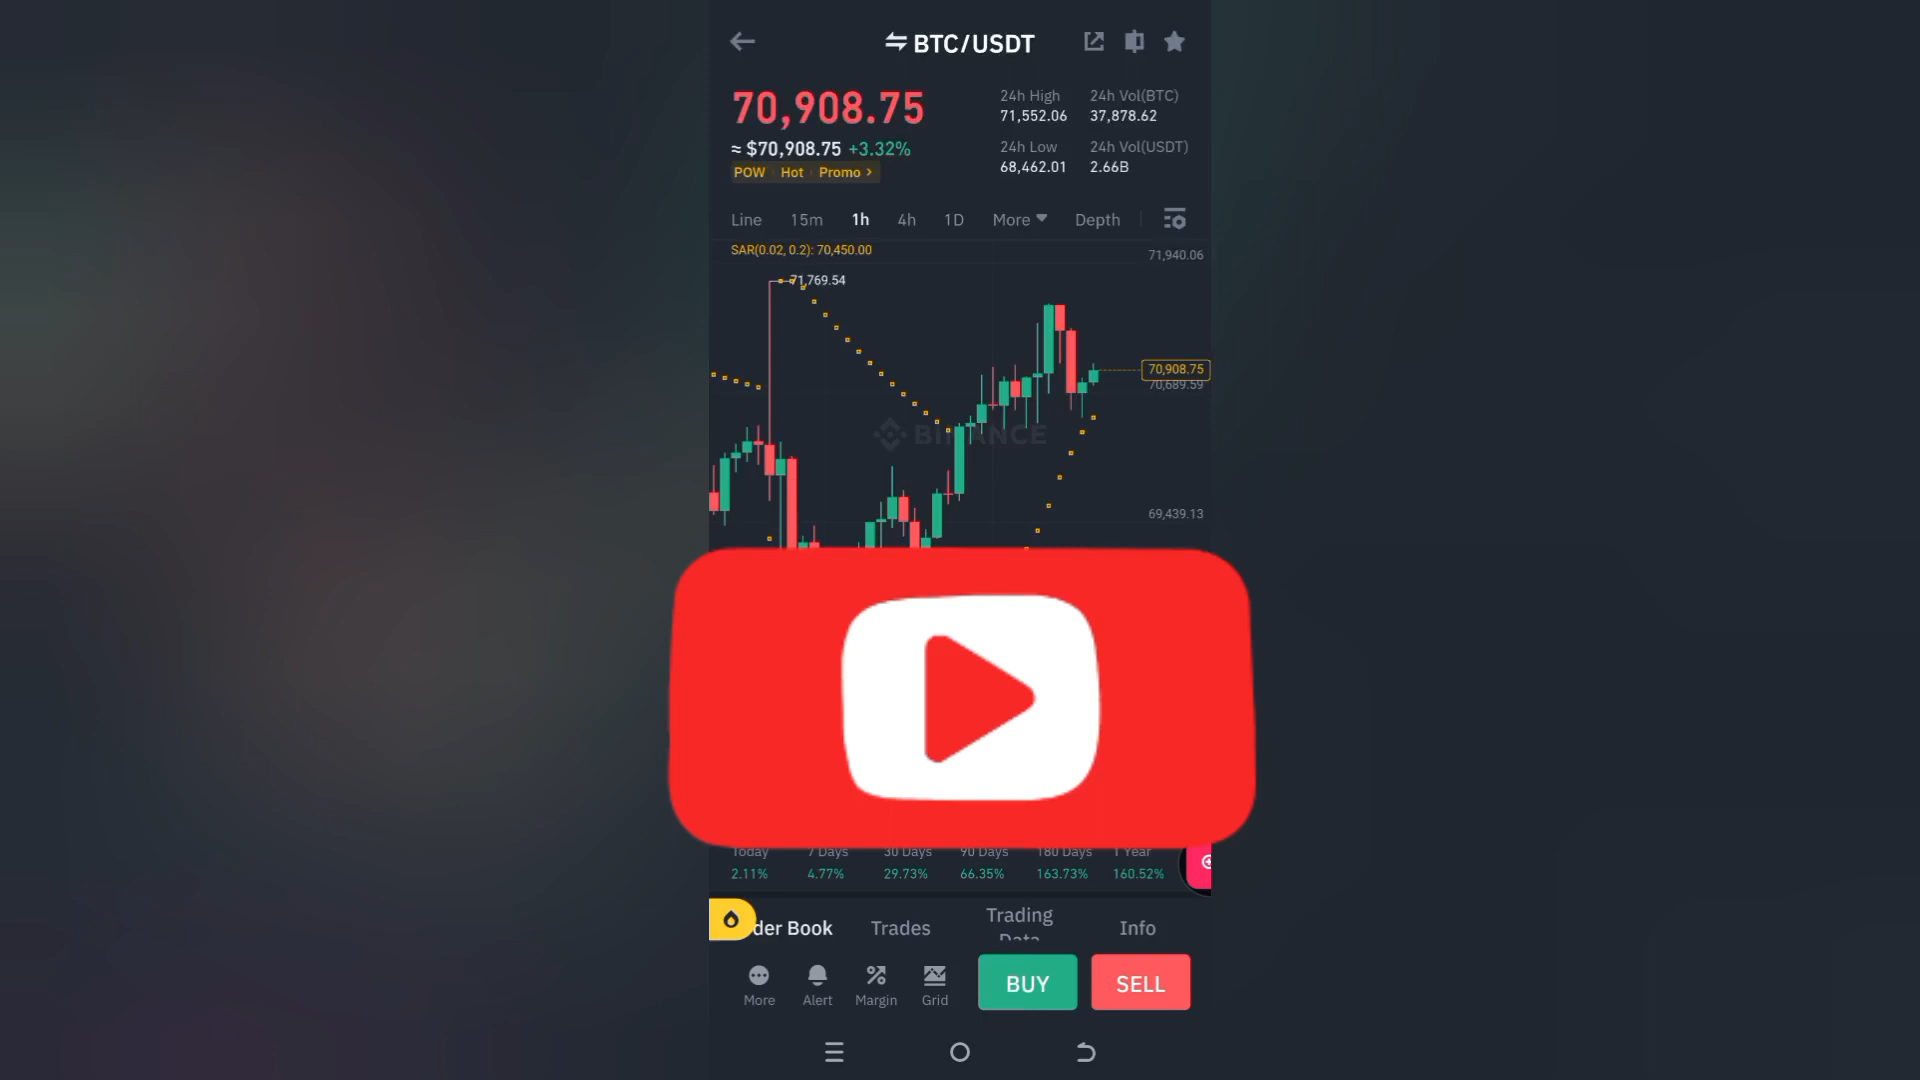 BTC/USDT
70,908.75
≈ $70,908.75 +3.32%
POW Hot Promo >
24h High
71,552.06
24h Vol(BTC)
37,878.62
24h Low
68,462.01
24h Vol(USDT)
2.66B
Line 15m 1h 4h 1D More Depth
SAR(0.02, 0.2): 70,450.00
71,940.06
71,769.54
70,908.75
70,689.59
BINANCE
69,439.13
Today 7 Days 30 Days 90 Days 180 Days 1 Year
2.11% 4.77% 29.73% 66.35% 163.73% 160.52%
der Book Trades Trading Data Info
More Alert Margin Grid BUY SELL